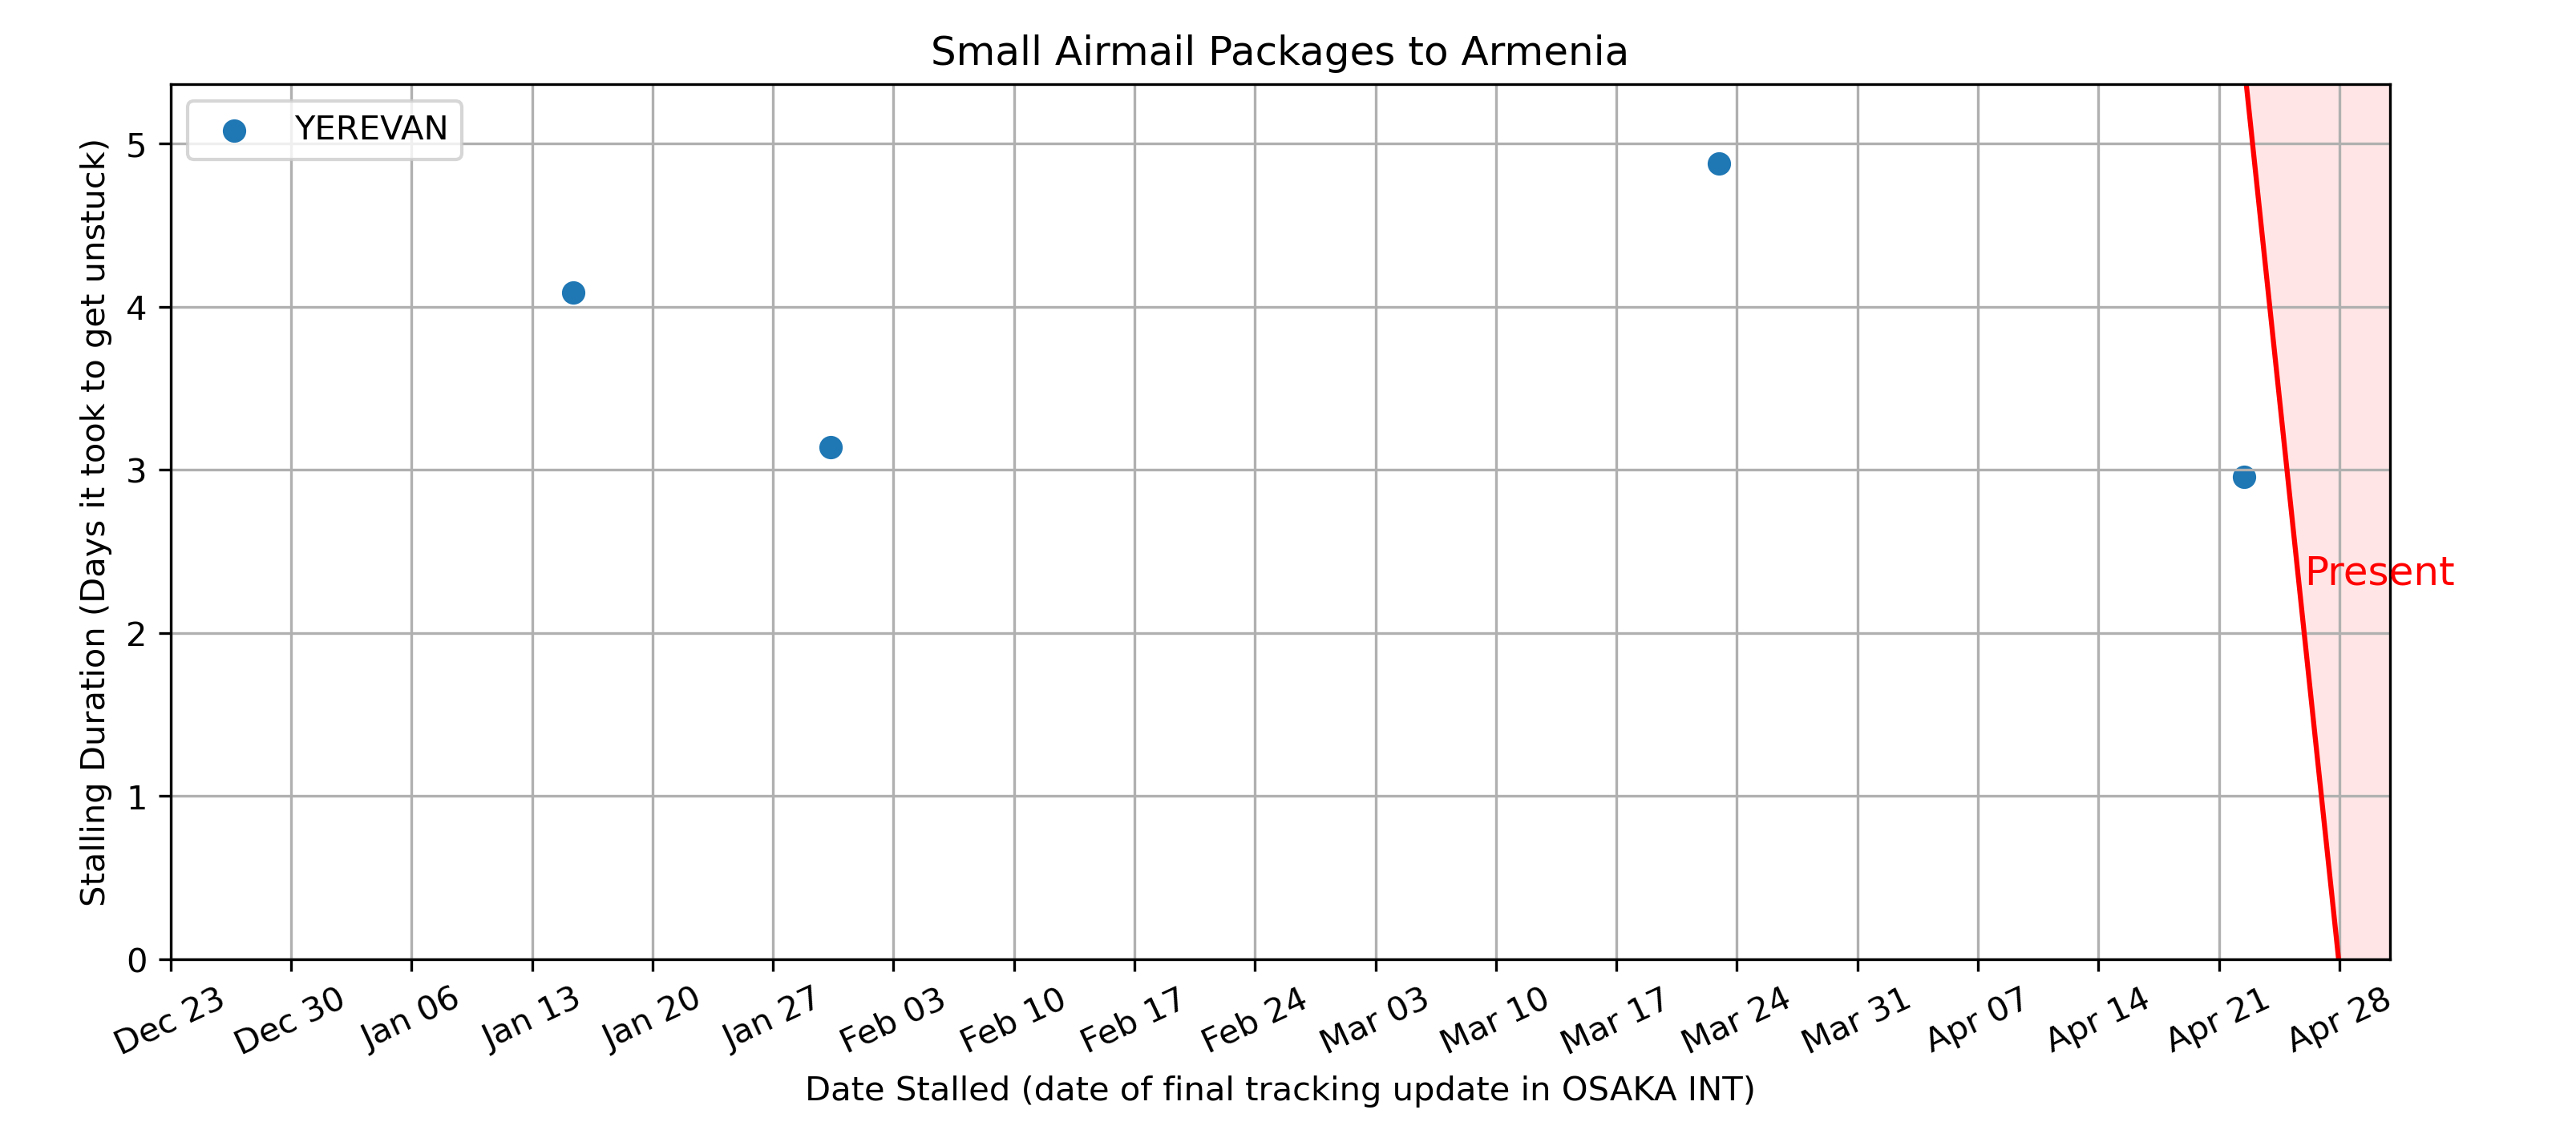 Small Airmail Packages to Armenia
YEREVAN
Stalling Duration (Days it took to get unstuck)
5
4
3
2
1
0
Present
Dec 23
Dec 30
Jan 06
Jan 13
Jan 20
Jan 27
Feb 03
Feb 10
Feb 17
Feb 24
Mar 03
Mar 10
Mar 17
Mar 24
Mar 31
Apr 07
Apr 14
Apr 21
Apr 28
Date Stalled (date of final tracking update in OSAKA INT)